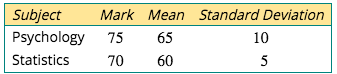 Subject Mark Mean Standard Deviation
Psychology 75 65 10
Statistics 70 60 5